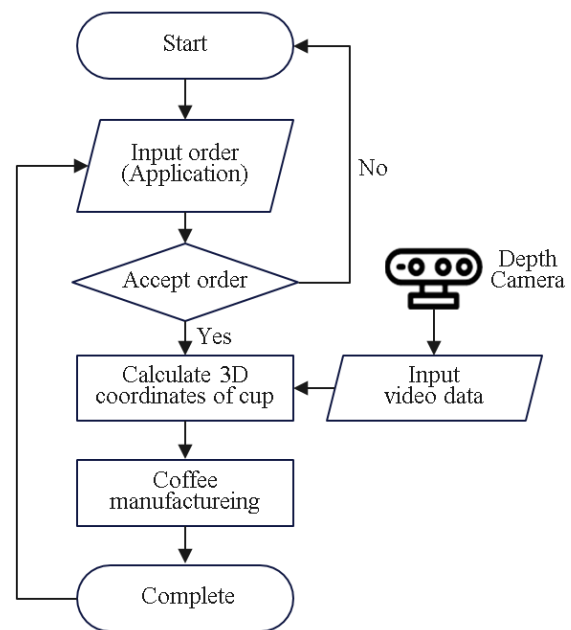 Start
Input order
(Application)
No
Accept order
Depth
Camera
Yes
Calculate 3D
coordinates of cup
Input
video data
Coffee
manufactureing
Complete